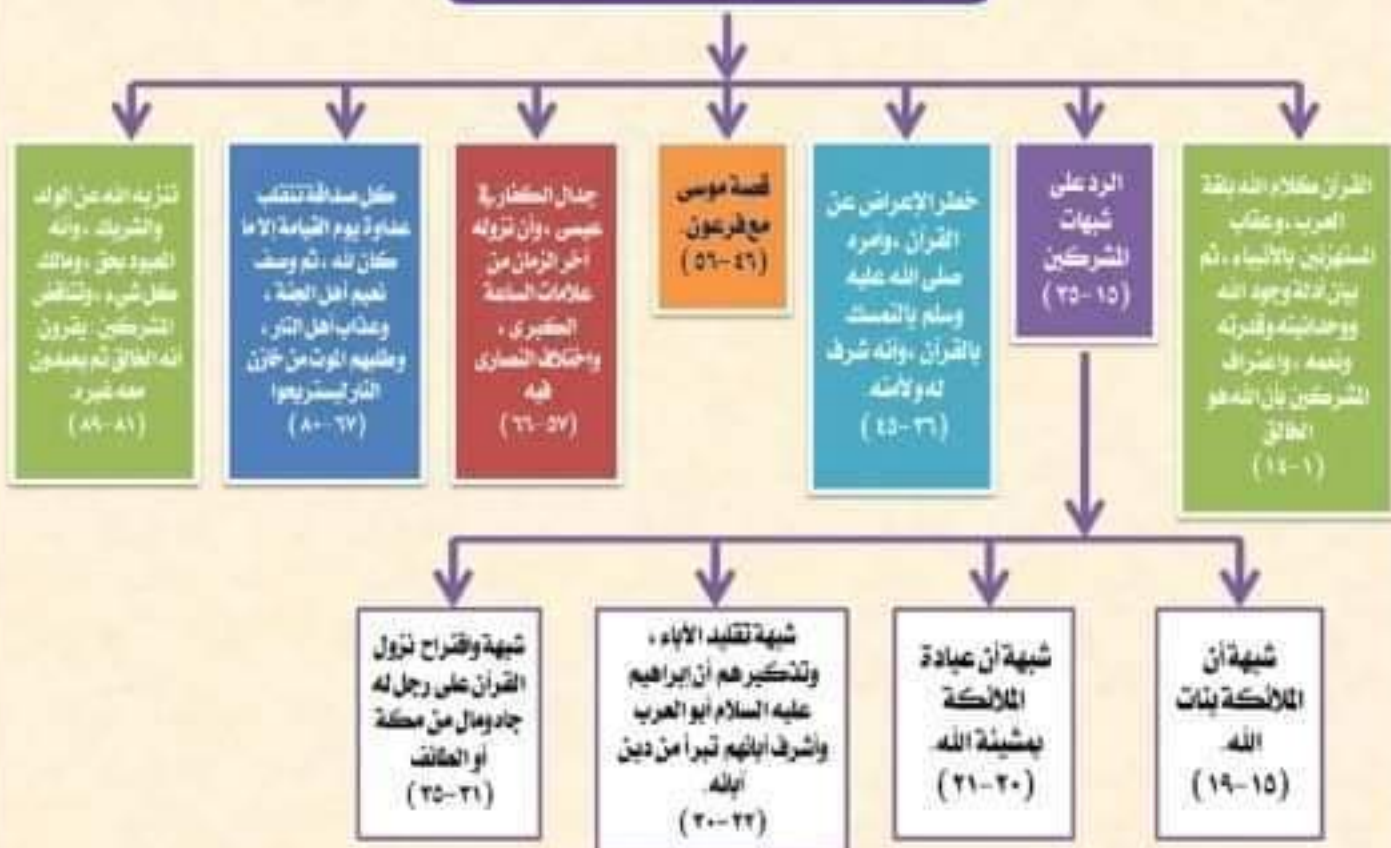 القرآن كلام الله بلغة
العرب ، وعقاب
المستهزئين بالأنبياء ، ثم
بيان أدلة وجود الله
ووحدانيته وقدرته
ونعمه ، واعتراف
المشركين بأن الله هو
الخالق
(١-١٤)
الرد على
شبهات
المشركين
(١٥-٣٥)
خطر الإعراض عن
القرآن ، وأمره
صلى الله عليه
وسلم بالتمسك
بالقرآن ، وأنه شرف
له ولأمته.
(٣٦-٤٥)
قصة موسى
مع فرعون.
(٤٦-٥٦)
جدال الكفار في
عيسى ، وأن نزوله
آخر الزمان من
علامات الساعة
الكبرى ،
واختلاف النصارى
فيه
(٥٧-٦٦)
كل صداقة تنقلب
عداوة يوم القيامة الا ما
كان لله ، ثم وصف
نعيم أهل الجنة ،
وعذاب أهل النار ،
وطلبهم الموت من خازن
النار ليستريحوا
(٦٧-٨٠)
تنزيه الله عن الولد
والشريك ، وأنه
المعبود بحق ، ومالك
كل شيء ، وتناقض
المشركين: يقرون
أنه الخالق ثم يعبدون
معه غيره.
(٨١-٨٩)
شبهة أن
الملائكة بنات
الله.
(١٥-١٩)
شبهة أن عبادة
الملائكة
بمشيئة الله.
(٢٠-٢١)
شبهة تقليد الآباء ،
وتذكيرهم أن إبراهيم
عليه السلام أبو العرب
وأشرف آبائهم تبرأ من دين
آبائه.
(٢٢-٣٠)
شبهة واقتراح نزول
القرآن على رجل له
جاه ومال من مكة
أو الطائف
(٣١-٣٥)